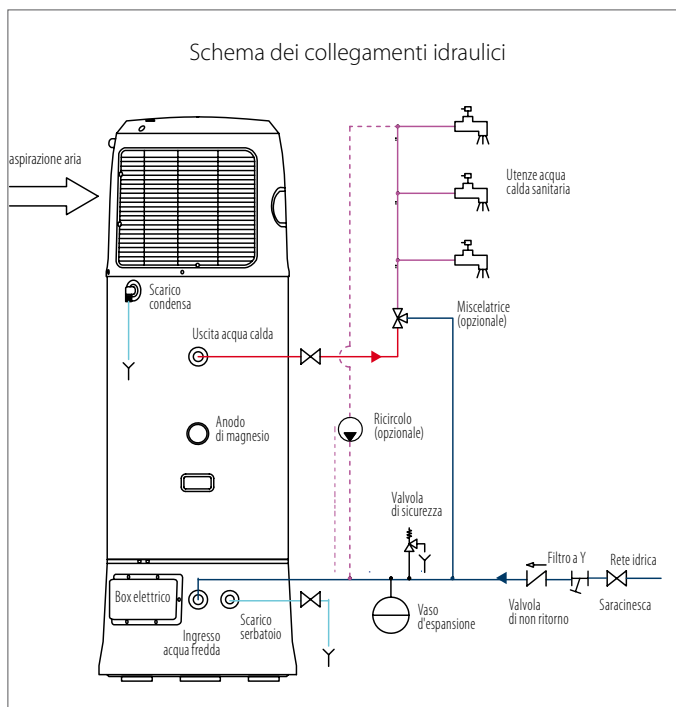 Schema dei collegamenti idraulici
aspirazione aria
Utenze acqua
calda sanitaria
Scarico
condensa
Miscelatrice
(opzionale)
Uscita acqua calda
Anodo
di magnesio
Ricircolo
(opzionale)
Valvola
di sicurezza
Filtro a Y
Rete idrica
Box elettrico
Valvola
di non ritorno
Saracinesca
Vaso
d'espansione
Scarico
serbatoio
Ingresso
acqua fredda